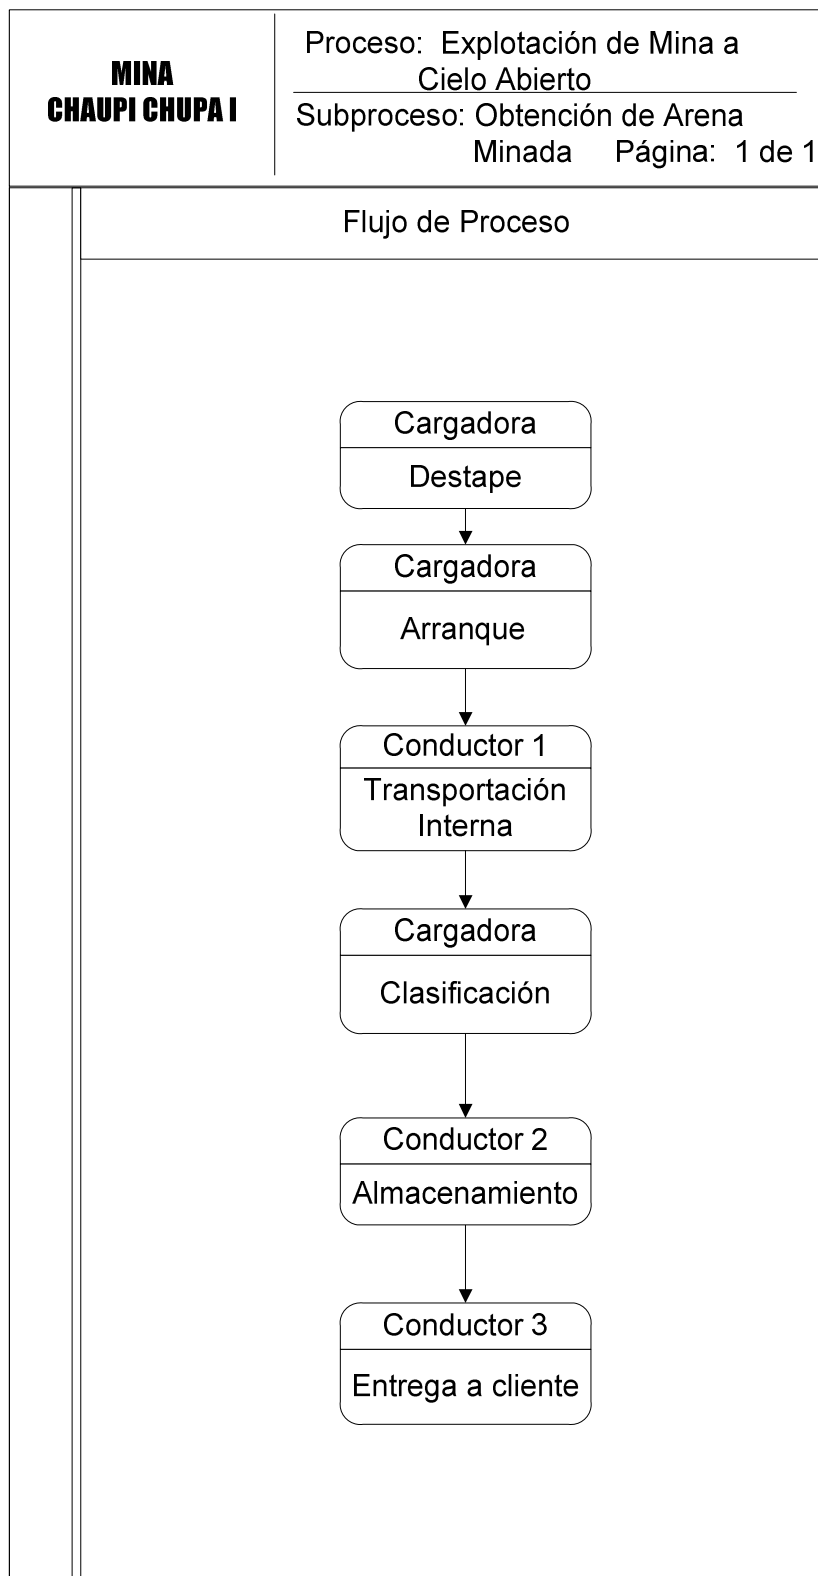 MINA
CHAUPI CHUPA I
Proceso: Explotación de Mina a
Cielo Abierto
Subproceso: Obtención de Arena
Minada Página: 1 de 1
Flujo de Proceso
Cargadora
Destape
Cargadora
Arranque
Conductor 1
Transportación
Interna
Cargadora
Clasificación
Conductor 2
Almacenamiento
Conductor 3
Entrega a cliente